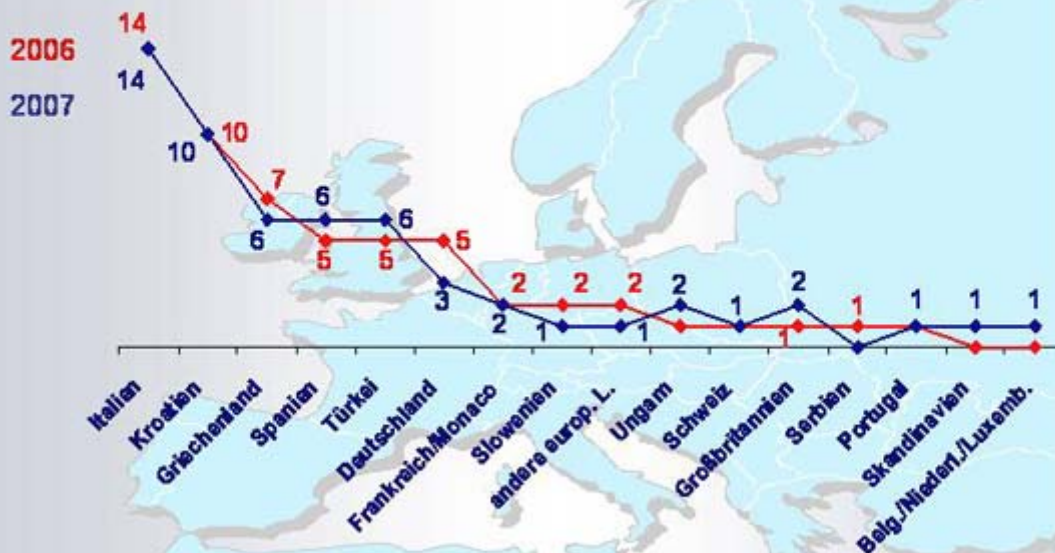 2006
2007
14
14
10
10
7
6
6
5
6
5
5
3
2
2
2
1
2
1
2
1
2
1
1
0
1
1
1
Italien
Kroatien
Griechenland
Spanien
Türkei
Deutschland
Frankreich/Monaco
Slowenien
andere europ. L.
Ungarn
Schweiz
Großbritannien
Serbien
Portugal
Skandinavien
Belg./Niederl./Luxemb.